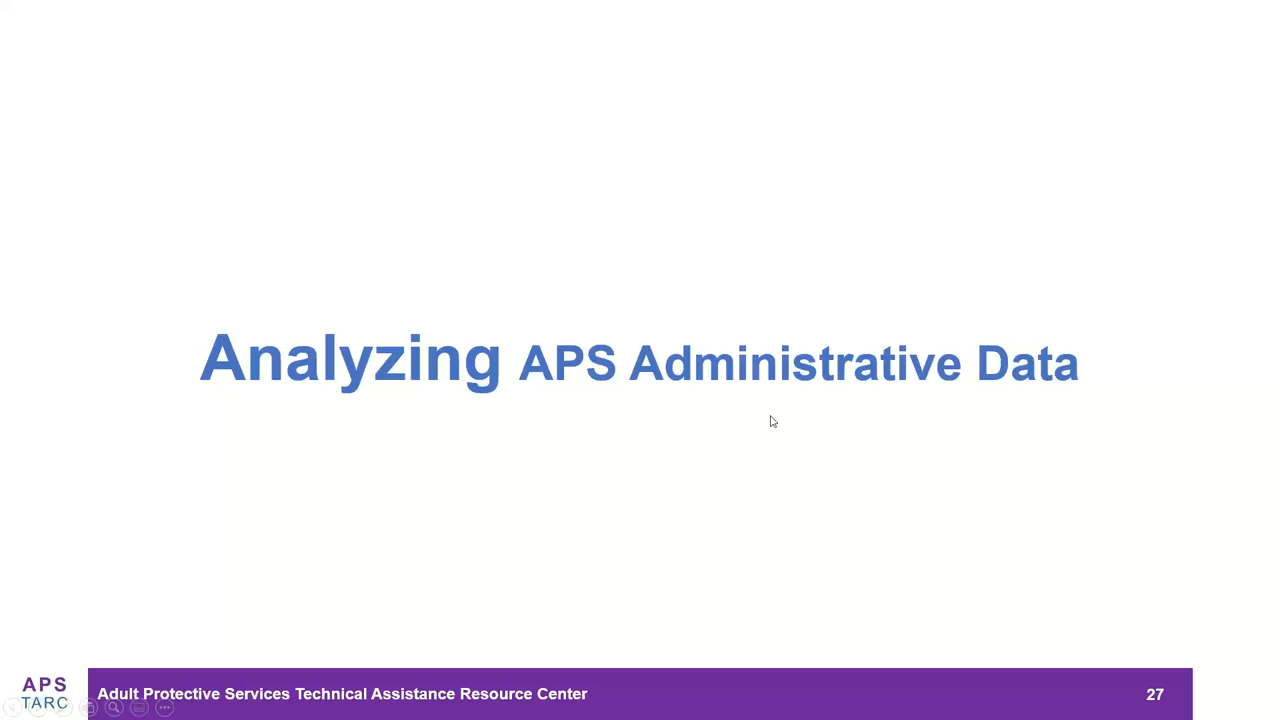 Analyzing APS Administrative Data
APS
TARC
Adult Protective Services Technical Assistance Resource Center
27